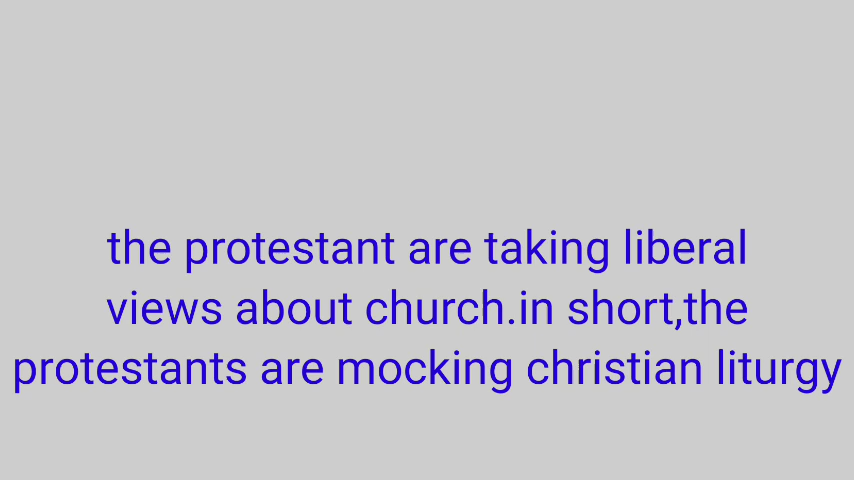 the protestant are taking liberal
views about church.in short,the
protestants are mocking christian liturgy